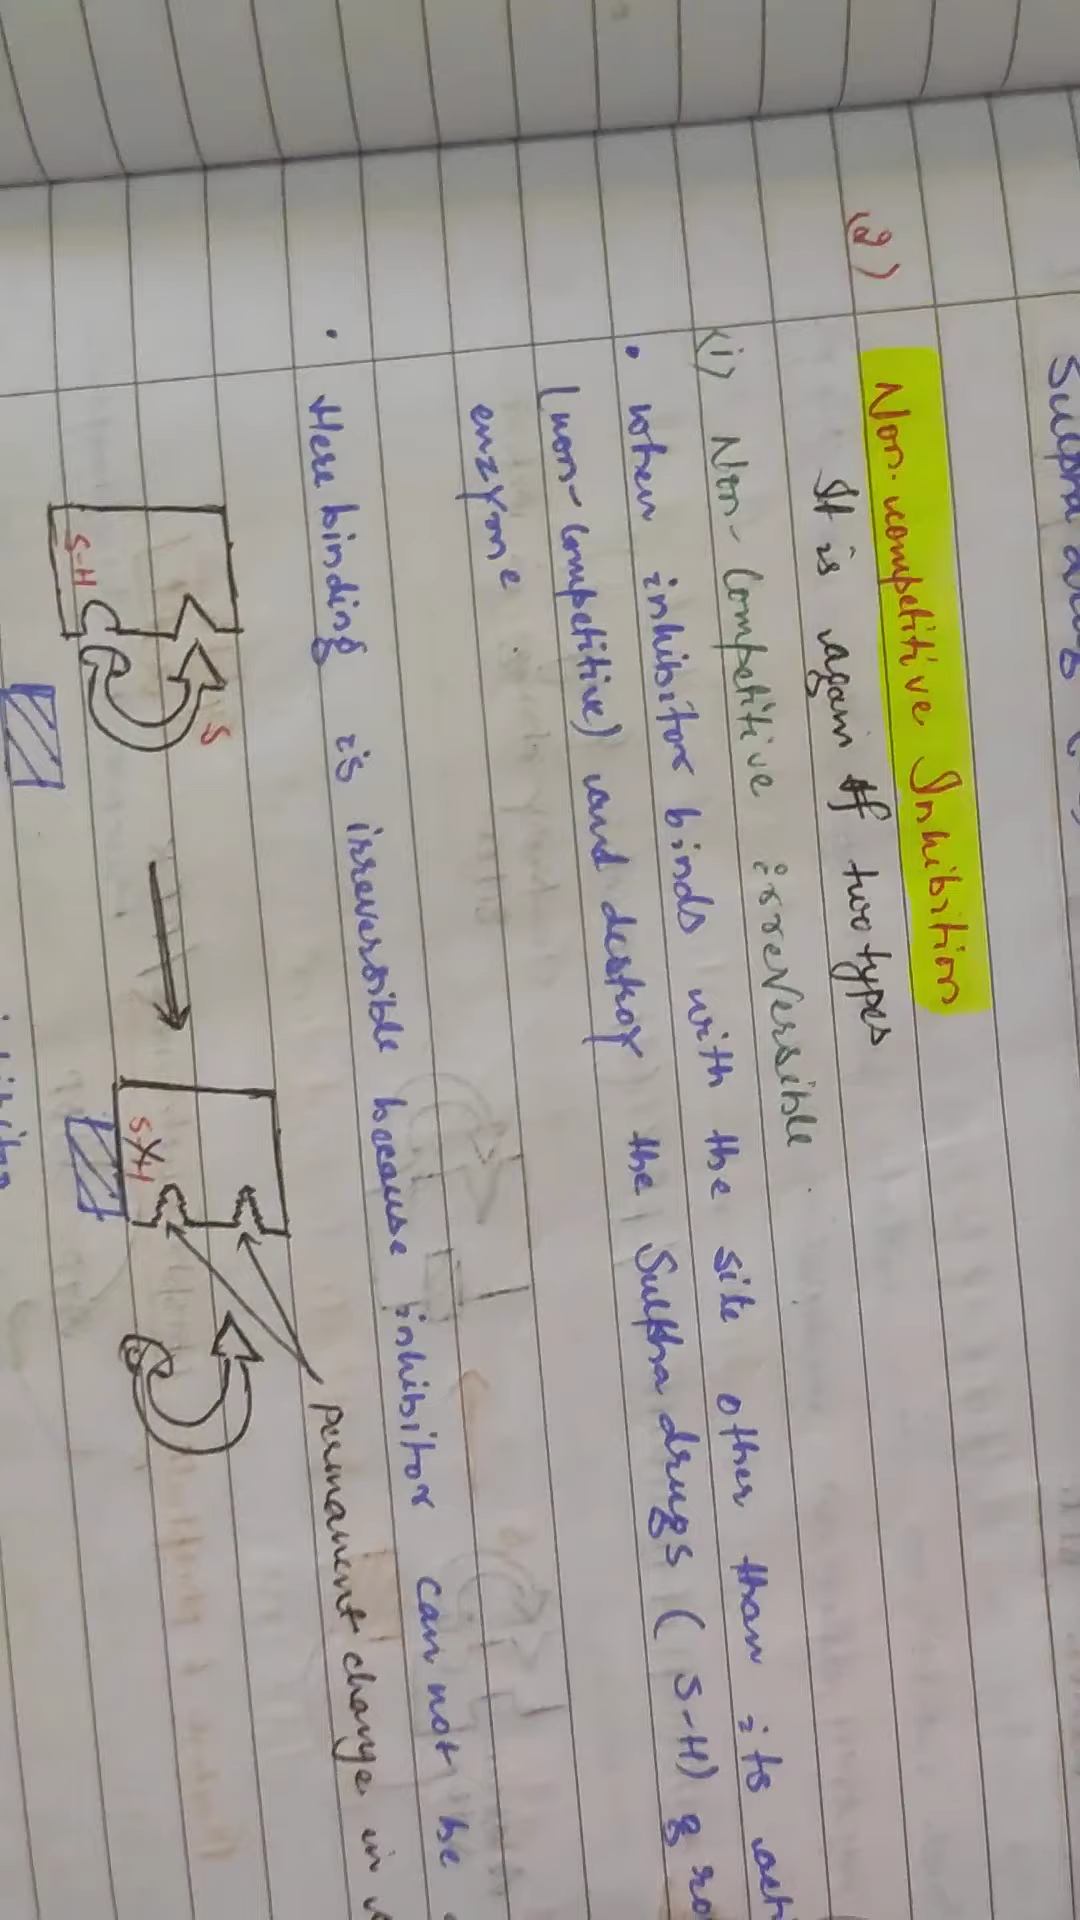 (2) Non-competitive Inhibition
It is again of two types
(i) Non-Competitive irreversible
• when inhibitor binds with the site other than its acti
(non-competitive) and destroy the Sulpha drugs (S-H) gro
enzyme.
• Here binding is irreversible because inhibitor can not be
permanent change in
S
S-H
S H